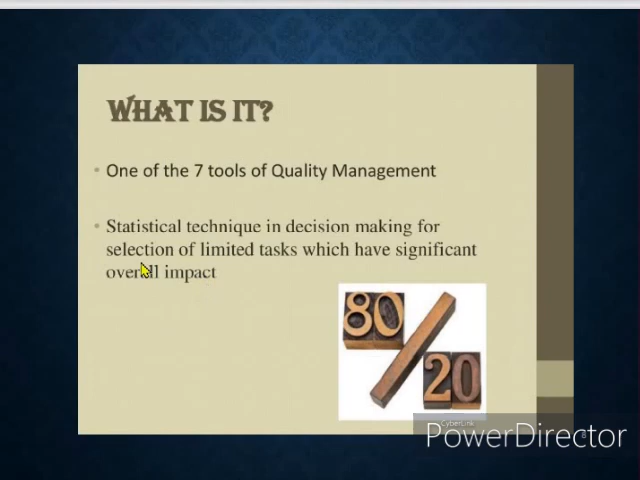 WHAT IS IT?
• One of the 7 tools of Quality Management
• Statistical technique in decision making for
selection of limited tasks which have significant
overall impact
80
20
CyberLink
PowerDirector